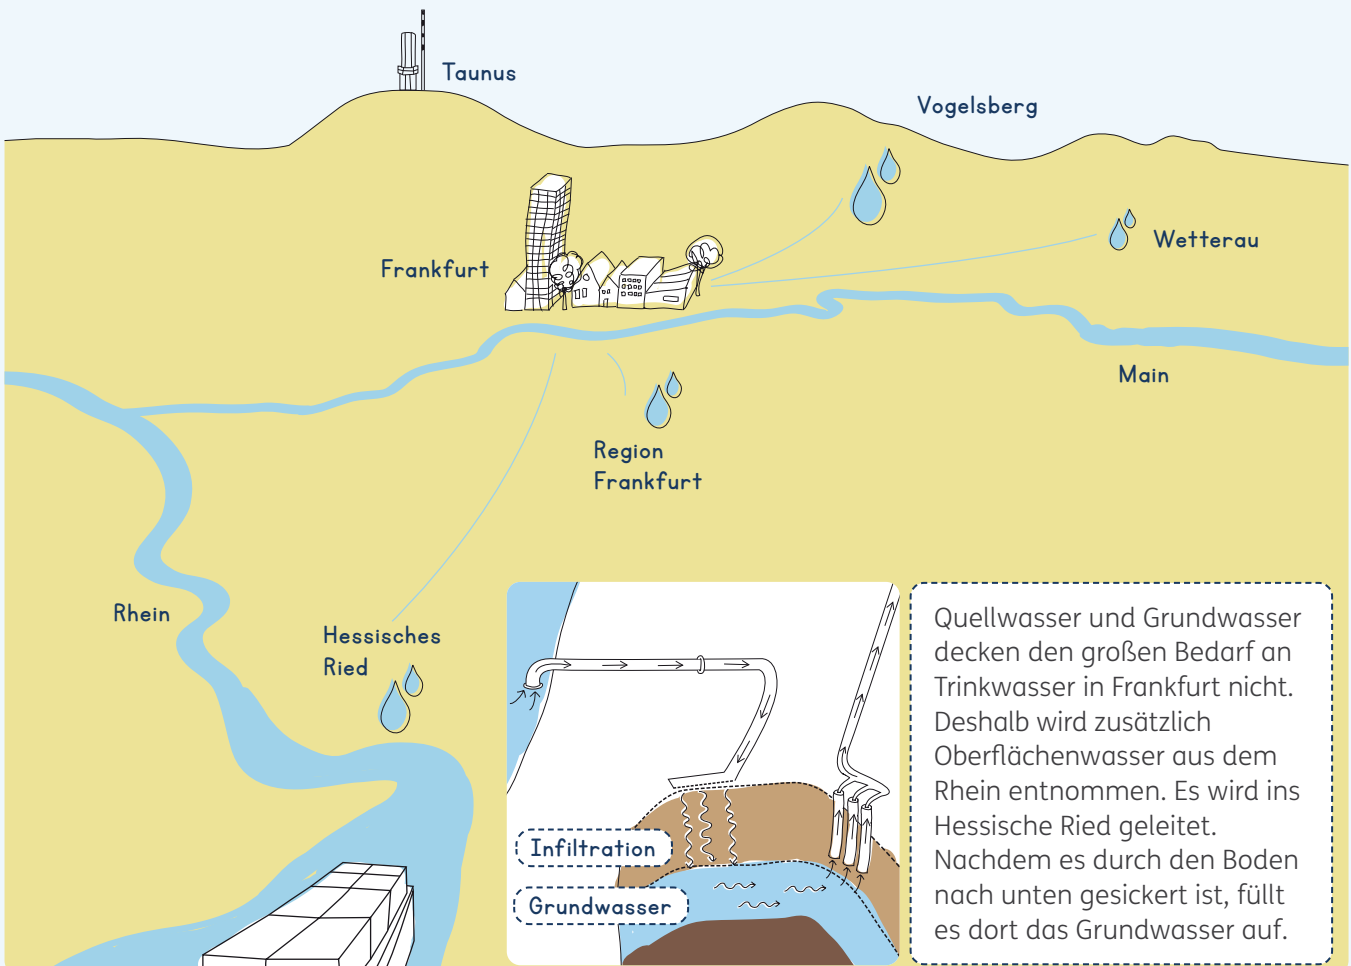 Taunus
Vogelsberg
Wetterau
Frankfurt
Main
Region
Frankfurt
Rhein
Hessisches
Ried
Infiltration
Grundwasser
Quellwasser und Grundwasser
decken den großen Bedarf an
Trinkwasser in Frankfurt nicht.
Deshalb wird zusätzlich
Oberflächenwasser aus dem
Rhein entnommen. Es wird ins
Hessische Ried geleitet.
Nachdem es durch den Boden
nach unten gesickert ist, füllt
es dort das Grundwasser auf.